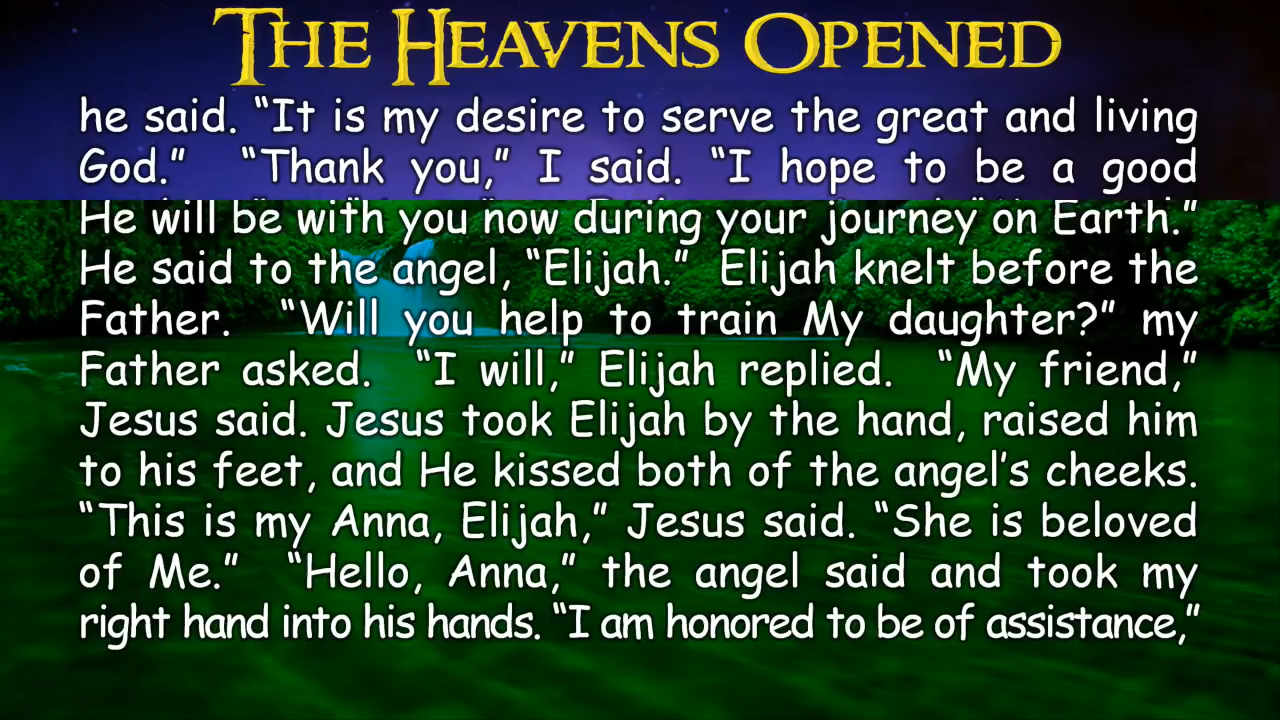 THE HEAVENS OPENED
he said. “It is my desire to serve the great and living
God.” “Thank you,” I said. “I hope to be a good
He will be with you now during your journey on Earth.”
He said to the angel, “Elijah.” Elijah knelt before the
Father. “Will you help to train My daughter?” my
Father asked. “I will,” Elijah replied. “My friend,”
Jesus said. Jesus took Elijah by the hand, raised him
to his feet, and He kissed both of the angel’s cheeks.
“This is my Anna, Elijah,” Jesus said. “She is beloved
of Me.” “Hello, Anna,” the angel said and took my
right hand into his hands. “I am honored to be of assistance,”